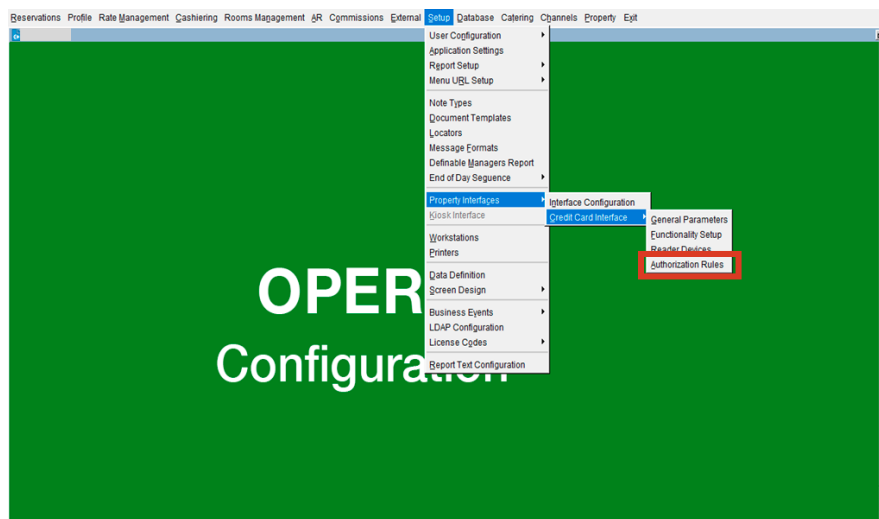 Reservations Profile Rate Management Cashiering Rooms Management AR Commissions External Setup Database Catering Channels Property Exit
User Configuration
Application Settings
Report Setup
Menu URL Setup
Note Types
Document Templates
Locators
Message Formats
Definable Managers Report
End of Day Sequence
Property Interfaces
Interface Configuration
Kiosk Interface
Credit Card Interface
General Parameters
Functionality Setup
Workstations
Reader Devices
Printers
Authorization Rules
Data Definition
Screen Design
OPER
Business Events
LDAP Configuration
License Codes
Configuration
Report Text Configuration